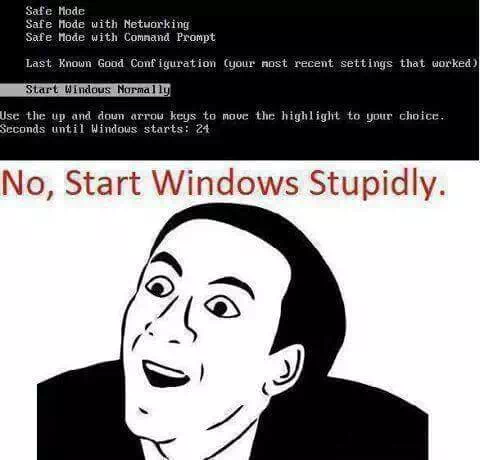 Safe Mode
Safe Mode with Networking
Safe Mode with Command Prompt
Last Known Good Configuration (your most recent settings that worked)
Start Windows Normally
Use the up and down arrow keys to move the highlight to your choice.
Seconds until Windows starts: 24
No, Start Windows Stupidly.